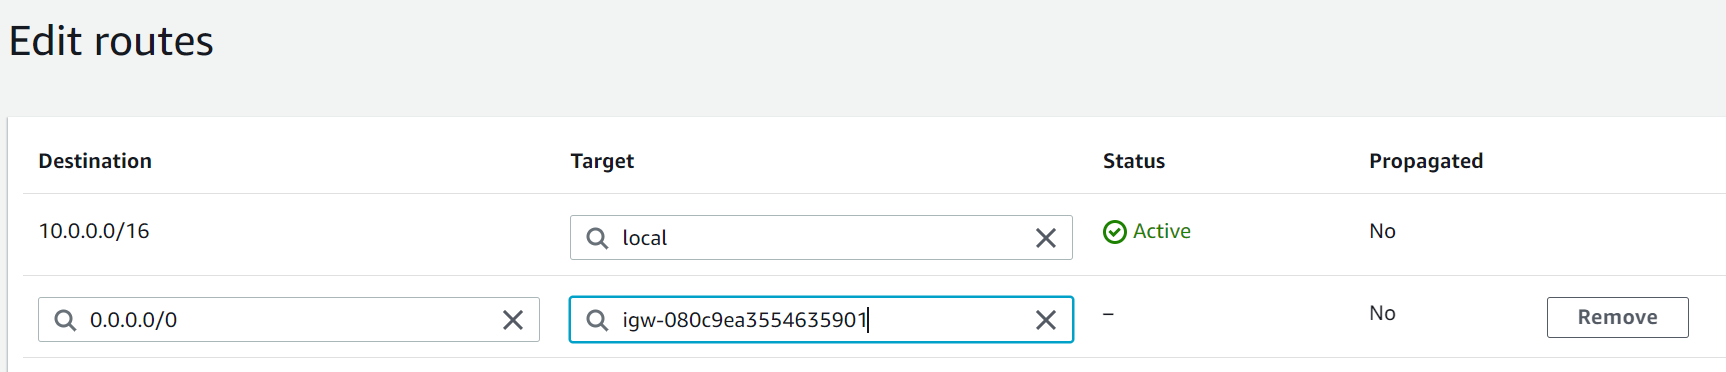 Edit routes
Destination Target Status Propagated
10.0.0.0/16 local Active No
0.0.0.0/0 igw-080c9ea3554635901 – No Remove